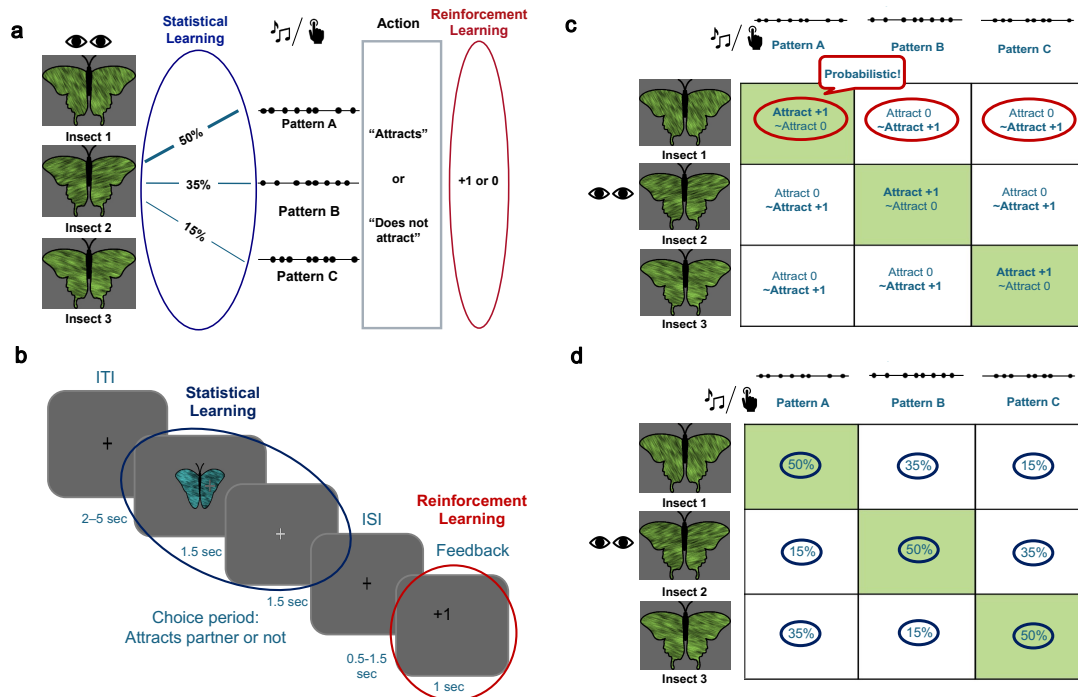 a
Statistical
Learning
Action
Reinforcement
Learning
Insect 1
Insect 2
Insect 3
50%
35%
15%
Pattern A
Pattern B
Pattern C
“Attracts”
or
“Does not
attract”
+1 or 0
b
ITI
Statistical
Learning
2–5 sec
1.5 sec
1.5 sec
ISI
Reinforcement
Learning
Feedback
+1
Choice period:
Attracts partner or not
0.5-1.5
sec
1 sec
c
Pattern A
Pattern B
Pattern C
Probabilistic!
Insect 1
Attract +1
~Attract 0
Attract 0
~Attract +1
Attract 0
~Attract +1
Insect 2
Attract 0
~Attract +1
Attract +1
~Attract 0
Attract 0
~Attract +1
Insect 3
Attract 0
~Attract +1
Attract 0
~Attract +1
Attract +1
~Attract 0
d
Pattern A
Pattern B
Pattern C
Insect 1
50%
35%
15%
Insect 2
15%
50%
35%
Insect 3
35%
15%
50%